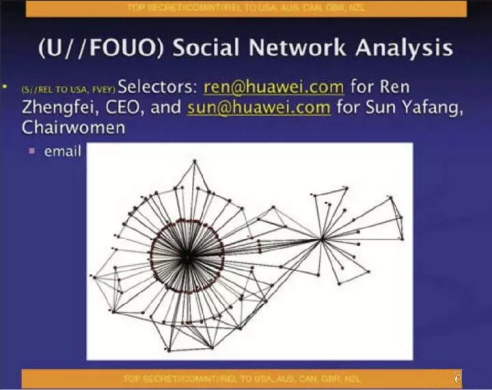 TOP SECRET//COMINT//REL TO USA, AUS, CAN, GBR, NZL
(U//FOUO) Social Network Analysis
(S//REL TO USA, FVEY) Selectors: ren@huawei.com for Ren
Zhengfei, CEO, and sun@huawei.com for Sun Yafang,
Chairwomen
email
TOP SECRET//COMINT//REL TO USA, AUS, CAN, GBR, NZL